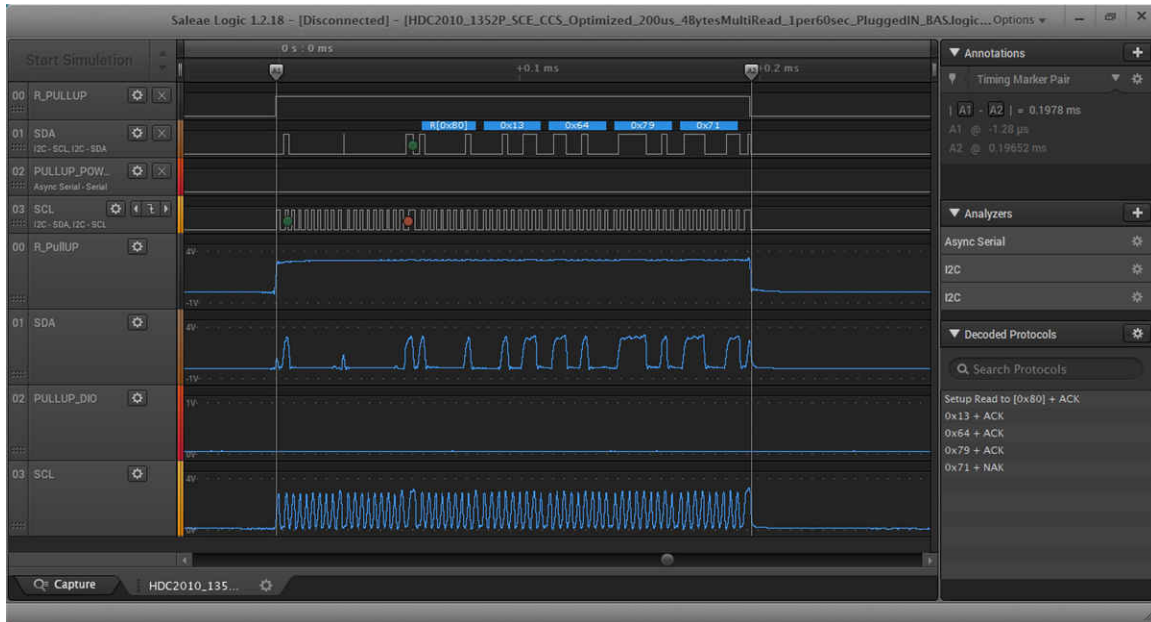 Saleae Logic 1.2.18 - [Disconnected] - [HDC2010_1352P_SCE_CCS_Optimized_200us_4BytesMultiRead_1per60sec_PluggedIN_BAS.logic... Options
Start Simulation
0 s : 0 ms
+0.1 ms
+0.2 ms
A1
A2
00 R_PULLUP
01 SDA
I2C - SCL, I2C - SDA
R[0x80] 0x13 0x64 0x79 0x71
02 PULLUP_POW...
Async Serial - Serial
03 SCL
I2C - SDA, I2C - SCL
00 R_PullUP
4V
-1V
01 SDA
4V
-1V
02 PULLUP_DIO
1V
0V
03 SCL
4V
0V
Capture
HDC2010_135...
Annotations
Timing Marker Pair
| A1 - A2 | = 0.1978 ms
A1 @ -1.28 µs
A2 @ 0.19652 ms
Analyzers
Async Serial
I2C
I2C
Decoded Protocols
Search Protocols
Setup Read to [0x80] + ACK
0x13 + ACK
0x64 + ACK
0x79 + ACK
0x71 + NAK